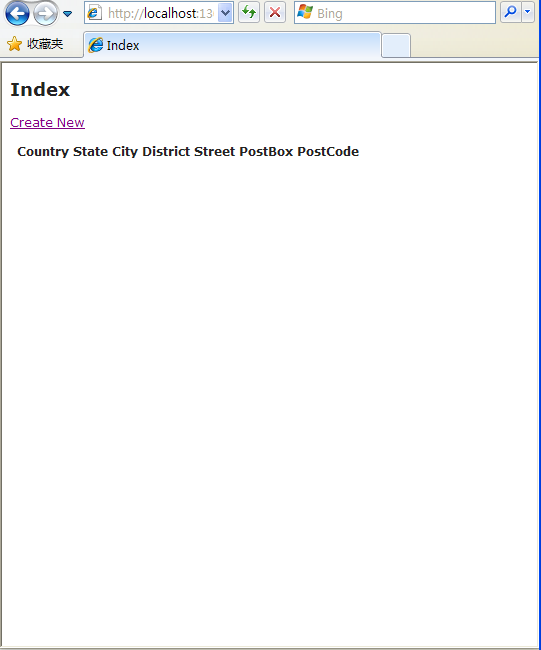 http://localhost:13
Bing
收藏夹
Index
Index
Create New
Country State City District Street PostBox PostCode